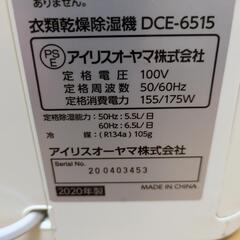 ありません。
衣類乾燥除湿機 DCE-6515
PS
E
アイリスオーヤマ株式会社
定格電圧 100V
定格周波数 50/60Hz
定格消費電力 155/175W
定格除湿能力: 50Hz : 5.5L/日
60Hz : 6.5L/日
冷 媒 : (R134a) 105g
アイリスオーヤマ株式会社
Serial No.
200403453
2020年製
MADE IN CHINA